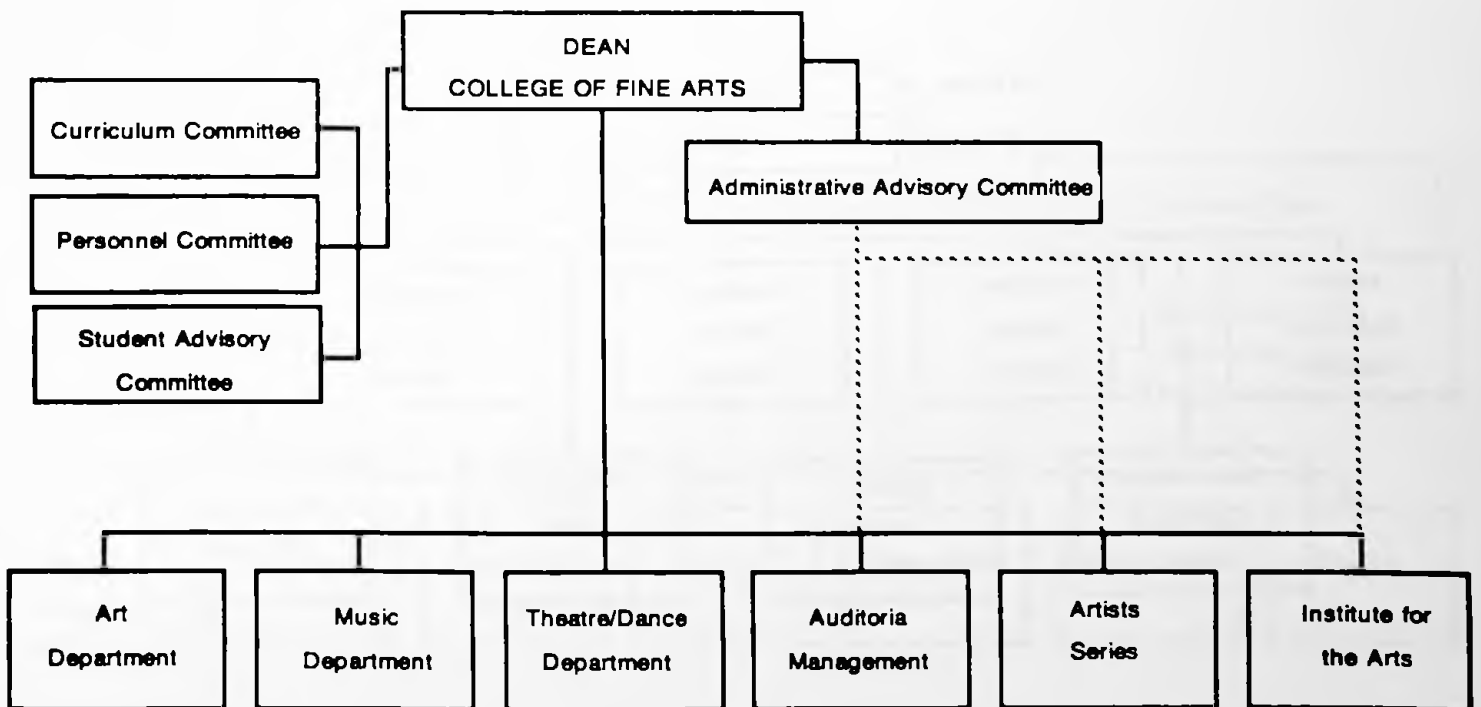 DEAN
COLLEGE OF FINE ARTS
Curriculum Committee
Administrative Advisory Committee
Personnel Committee
Student Advisory
Committee
Art
Department
Music
Department
Theatre/Dance
Department
Auditoria
Management
Artists
Series
Institute for
the Arts